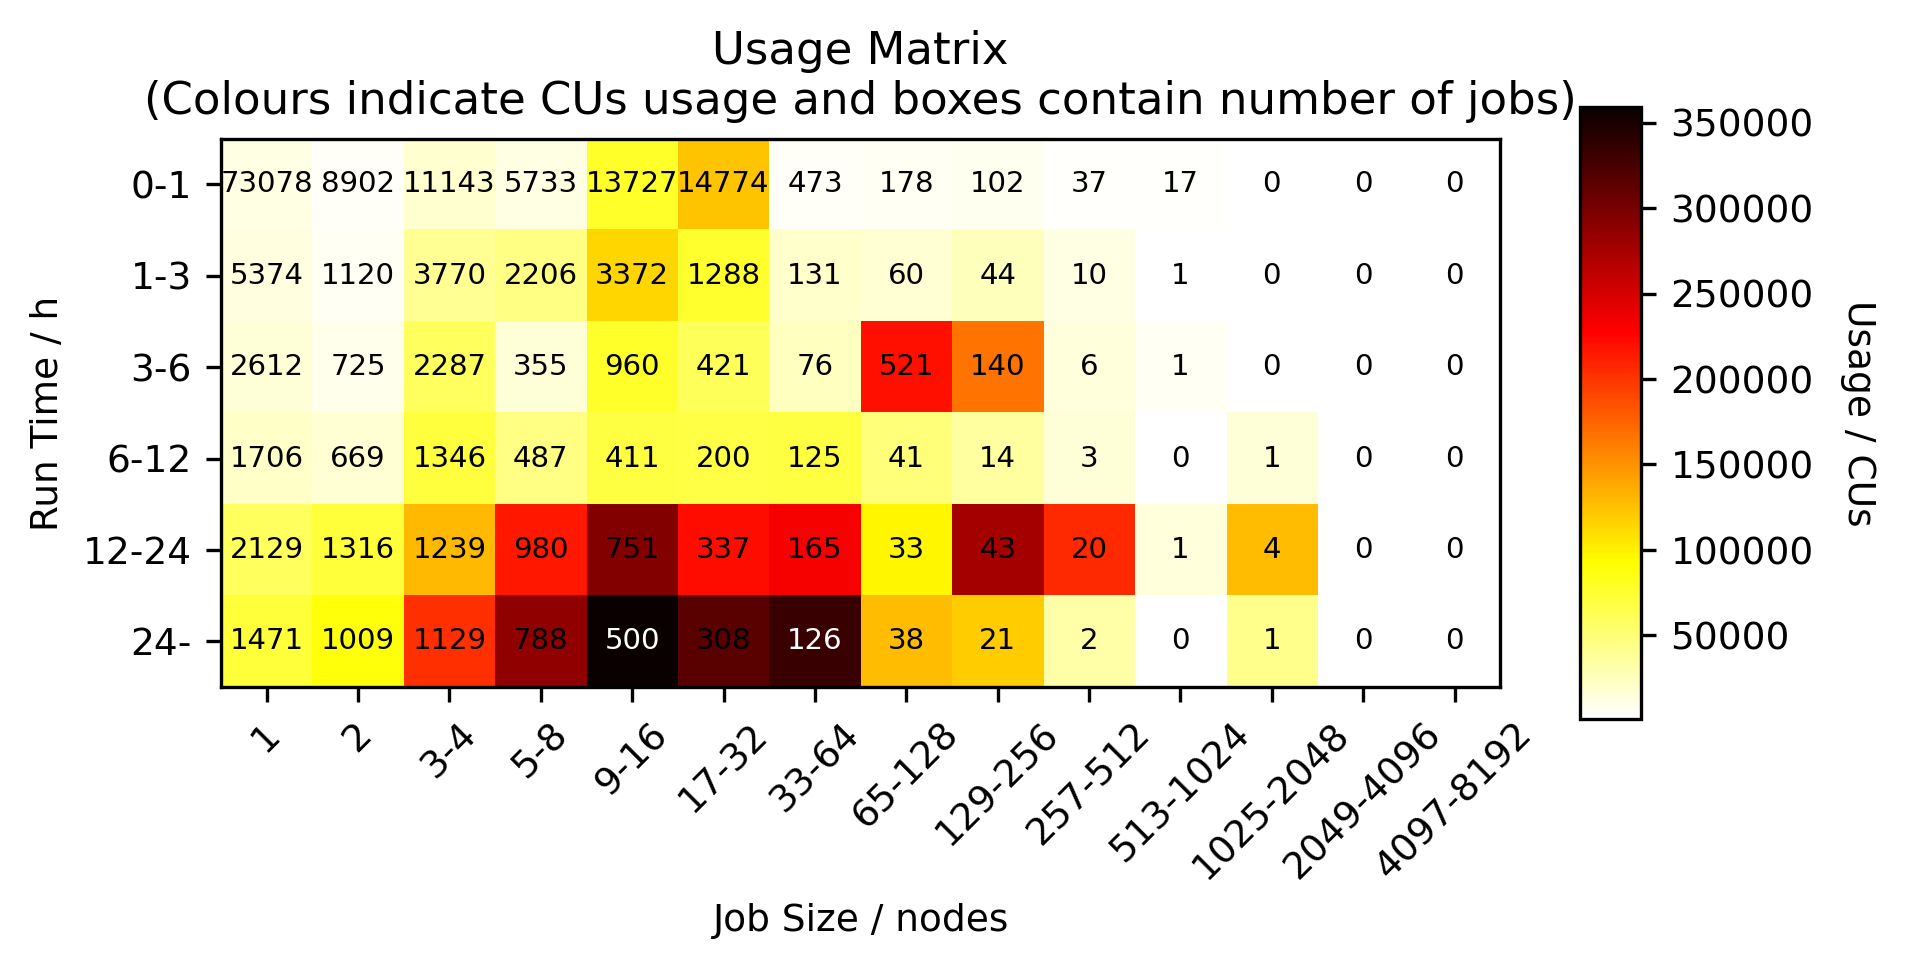 Usage Matrix
(Colours indicate CUs usage and boxes contain number of jobs)
0-1 73078 8902 11143 5733 13727 14774 473 178 102 37 17 0 0 0
1-3 5374 1120 3770 2206 3372 1288 131 60 44 10 1 0 0 0
3-6 2612 725 2287 355 960 421 76 521 140 6 1 0 0 0
6-12 1706 669 1346 487 411 200 125 41 14 3 0 1 0 0
12-24 2129 1316 1239 980 751 337 165 33 43 20 1 4 0 0
24- 1471 1009 1129 788 500 308 126 38 21 2 0 1 0 0
Run Time / h
1 2 3-4 5-8 9-16 17-32 33-64 65-128 129-256 257-512 513-1024 1025-2048 2049-4096 4097-8192
Job Size / nodes
350000
300000
250000
200000
150000
100000
50000
Usage / CUs